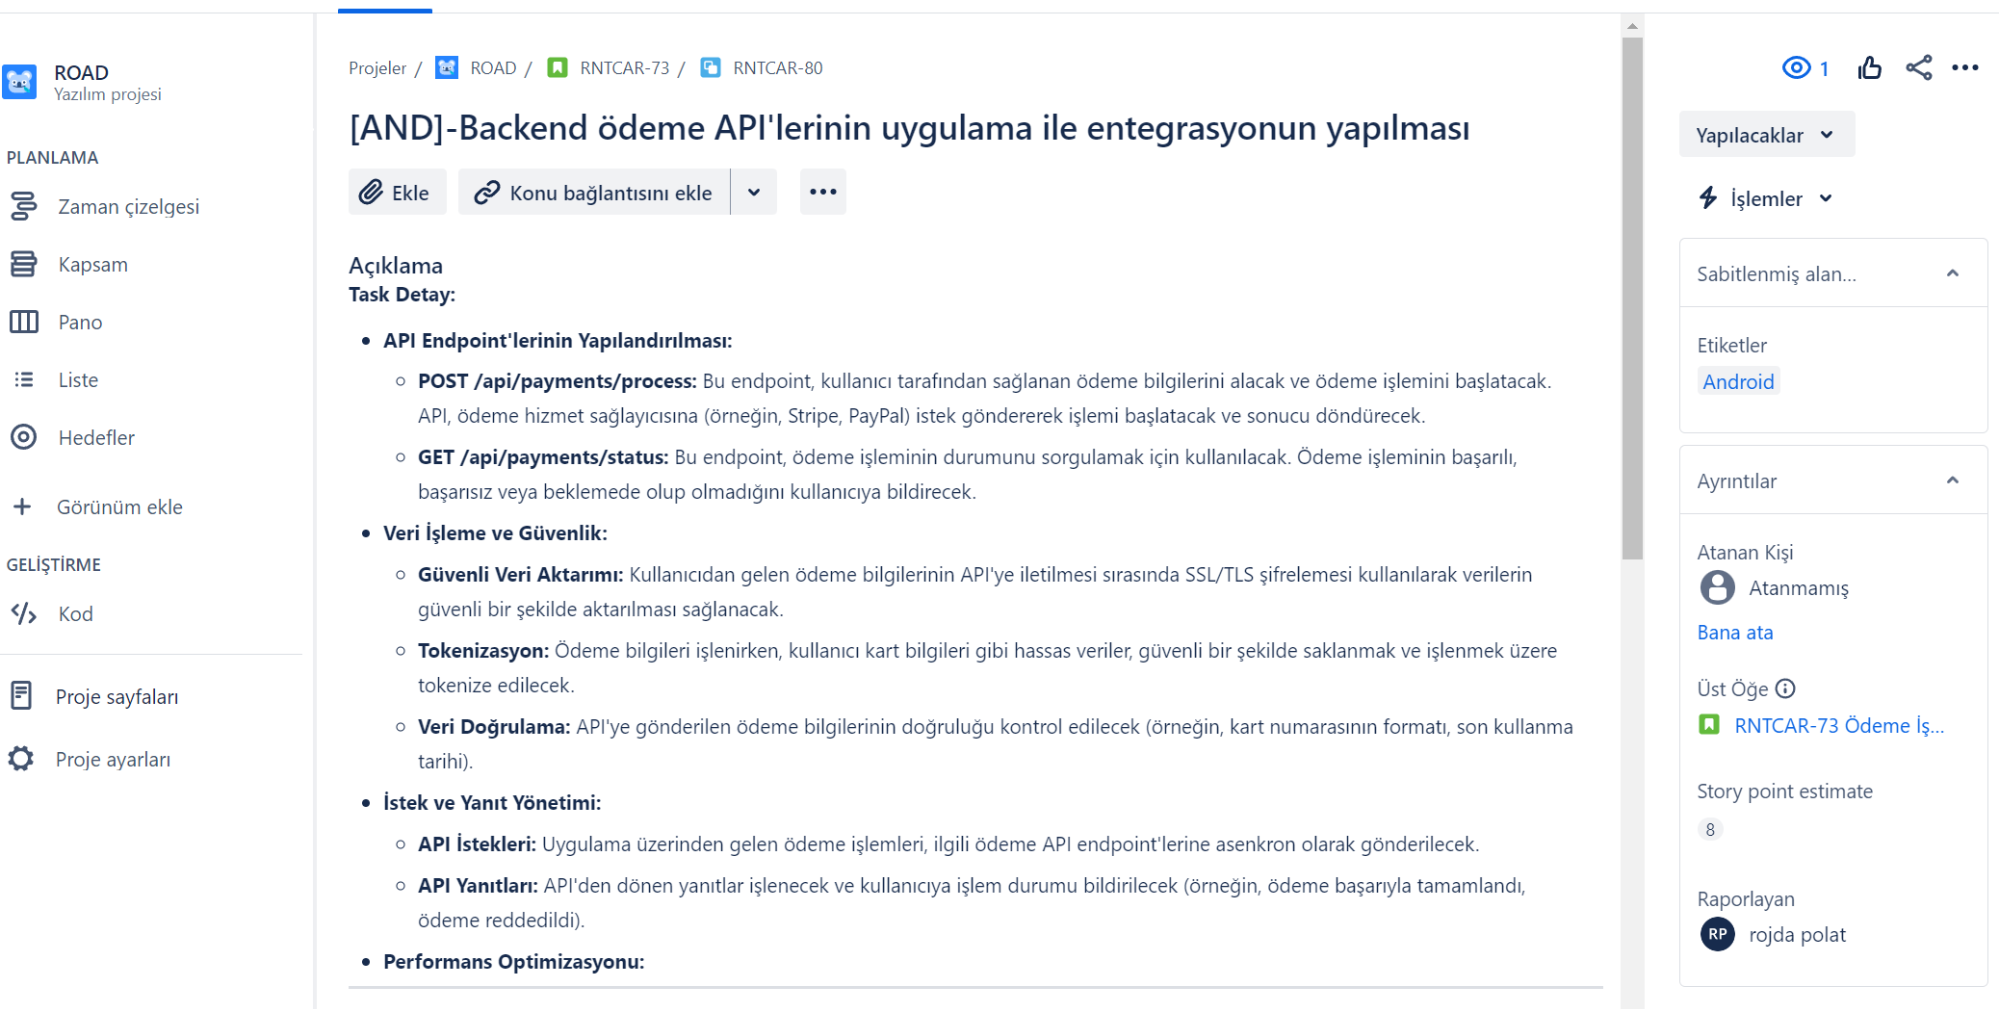 ROAD
Yazılım projesi
PLANLAMA
Zaman çizelgesi
Kapsam
Pano
Liste
Hedefler
Görünüm ekle
GELİŞTİRME
Kod
Proje sayfaları
Proje ayarları
Projeler / ROAD / RNTCAR-73 / RNTCAR-80
[AND]-Backend ödeme API'lerinin uygulama ile entegrasyonun yapılması
Ekle
Konu bağlantısını ekle
Açıklama
Task Detay:
• API Endpoint'lerinin Yapılandırılması:
◦ POST /api/payments/process: Bu endpoint, kullanıcı tarafından sağlanan ödeme bilgilerini alacak ve ödeme işlemini başlatacak.
API, ödeme hizmet sağlayıcısına (örneğin, Stripe, PayPal) istek göndererek işlemi başlatacak ve sonucu döndürecek.
◦ GET /api/payments/status: Bu endpoint, ödeme işleminin durumunu sorgulamak için kullanılacak. Ödeme işleminin başarılı,
başarısız veya beklemede olup olmadığını kullanıcıya bildirecek.
• Veri İşleme ve Güvenlik:
◦ Güvenli Veri Aktarımı: Kullanıcıdan gelen ödeme bilgilerinin API'ye iletilmesi sırasında SSL/TLS şifrelemesi kullanılarak verilerin
güvenli bir şekilde aktarılması sağlanacak.
◦ Tokenizasyon: Ödeme bilgileri işlenirken, kullanıcı kart bilgileri gibi hassas veriler, güvenli bir şekilde saklanmak ve işlenmek üzere
tokenize edilecek.
◦ Veri Doğrulama: API'ye gönderilen ödeme bilgilerinin doğruluğu kontrol edilecek (örneğin, kart numarasının formatı, son kullanma
tarihi).
• İstek ve Yanıt Yönetimi:
◦ API İstekleri: Uygulama üzerinden gelen ödeme işlemleri, ilgili ödeme API endpoint'lerine asenkron olarak gönderilecek.
◦ API Yanıtları: API'den dönen yanıtlar işlenecek ve kullanıcıya işlem durumu bildirilecek (örneğin, ödeme başarıyla tamamlandı,
ödeme reddedildi).
• Performans Optimizasyonu:
1
Yapılacaklar
İşlemler
Sabitlenmiş alan...
Etiketler
Android
Ayrıntılar
Atanan Kişi
Atanmamış
Bana ata
Üst Öğe
RNTCAR-73 Ödeme İş...
Story point estimate
8
Raporlayan
RP rojda polat